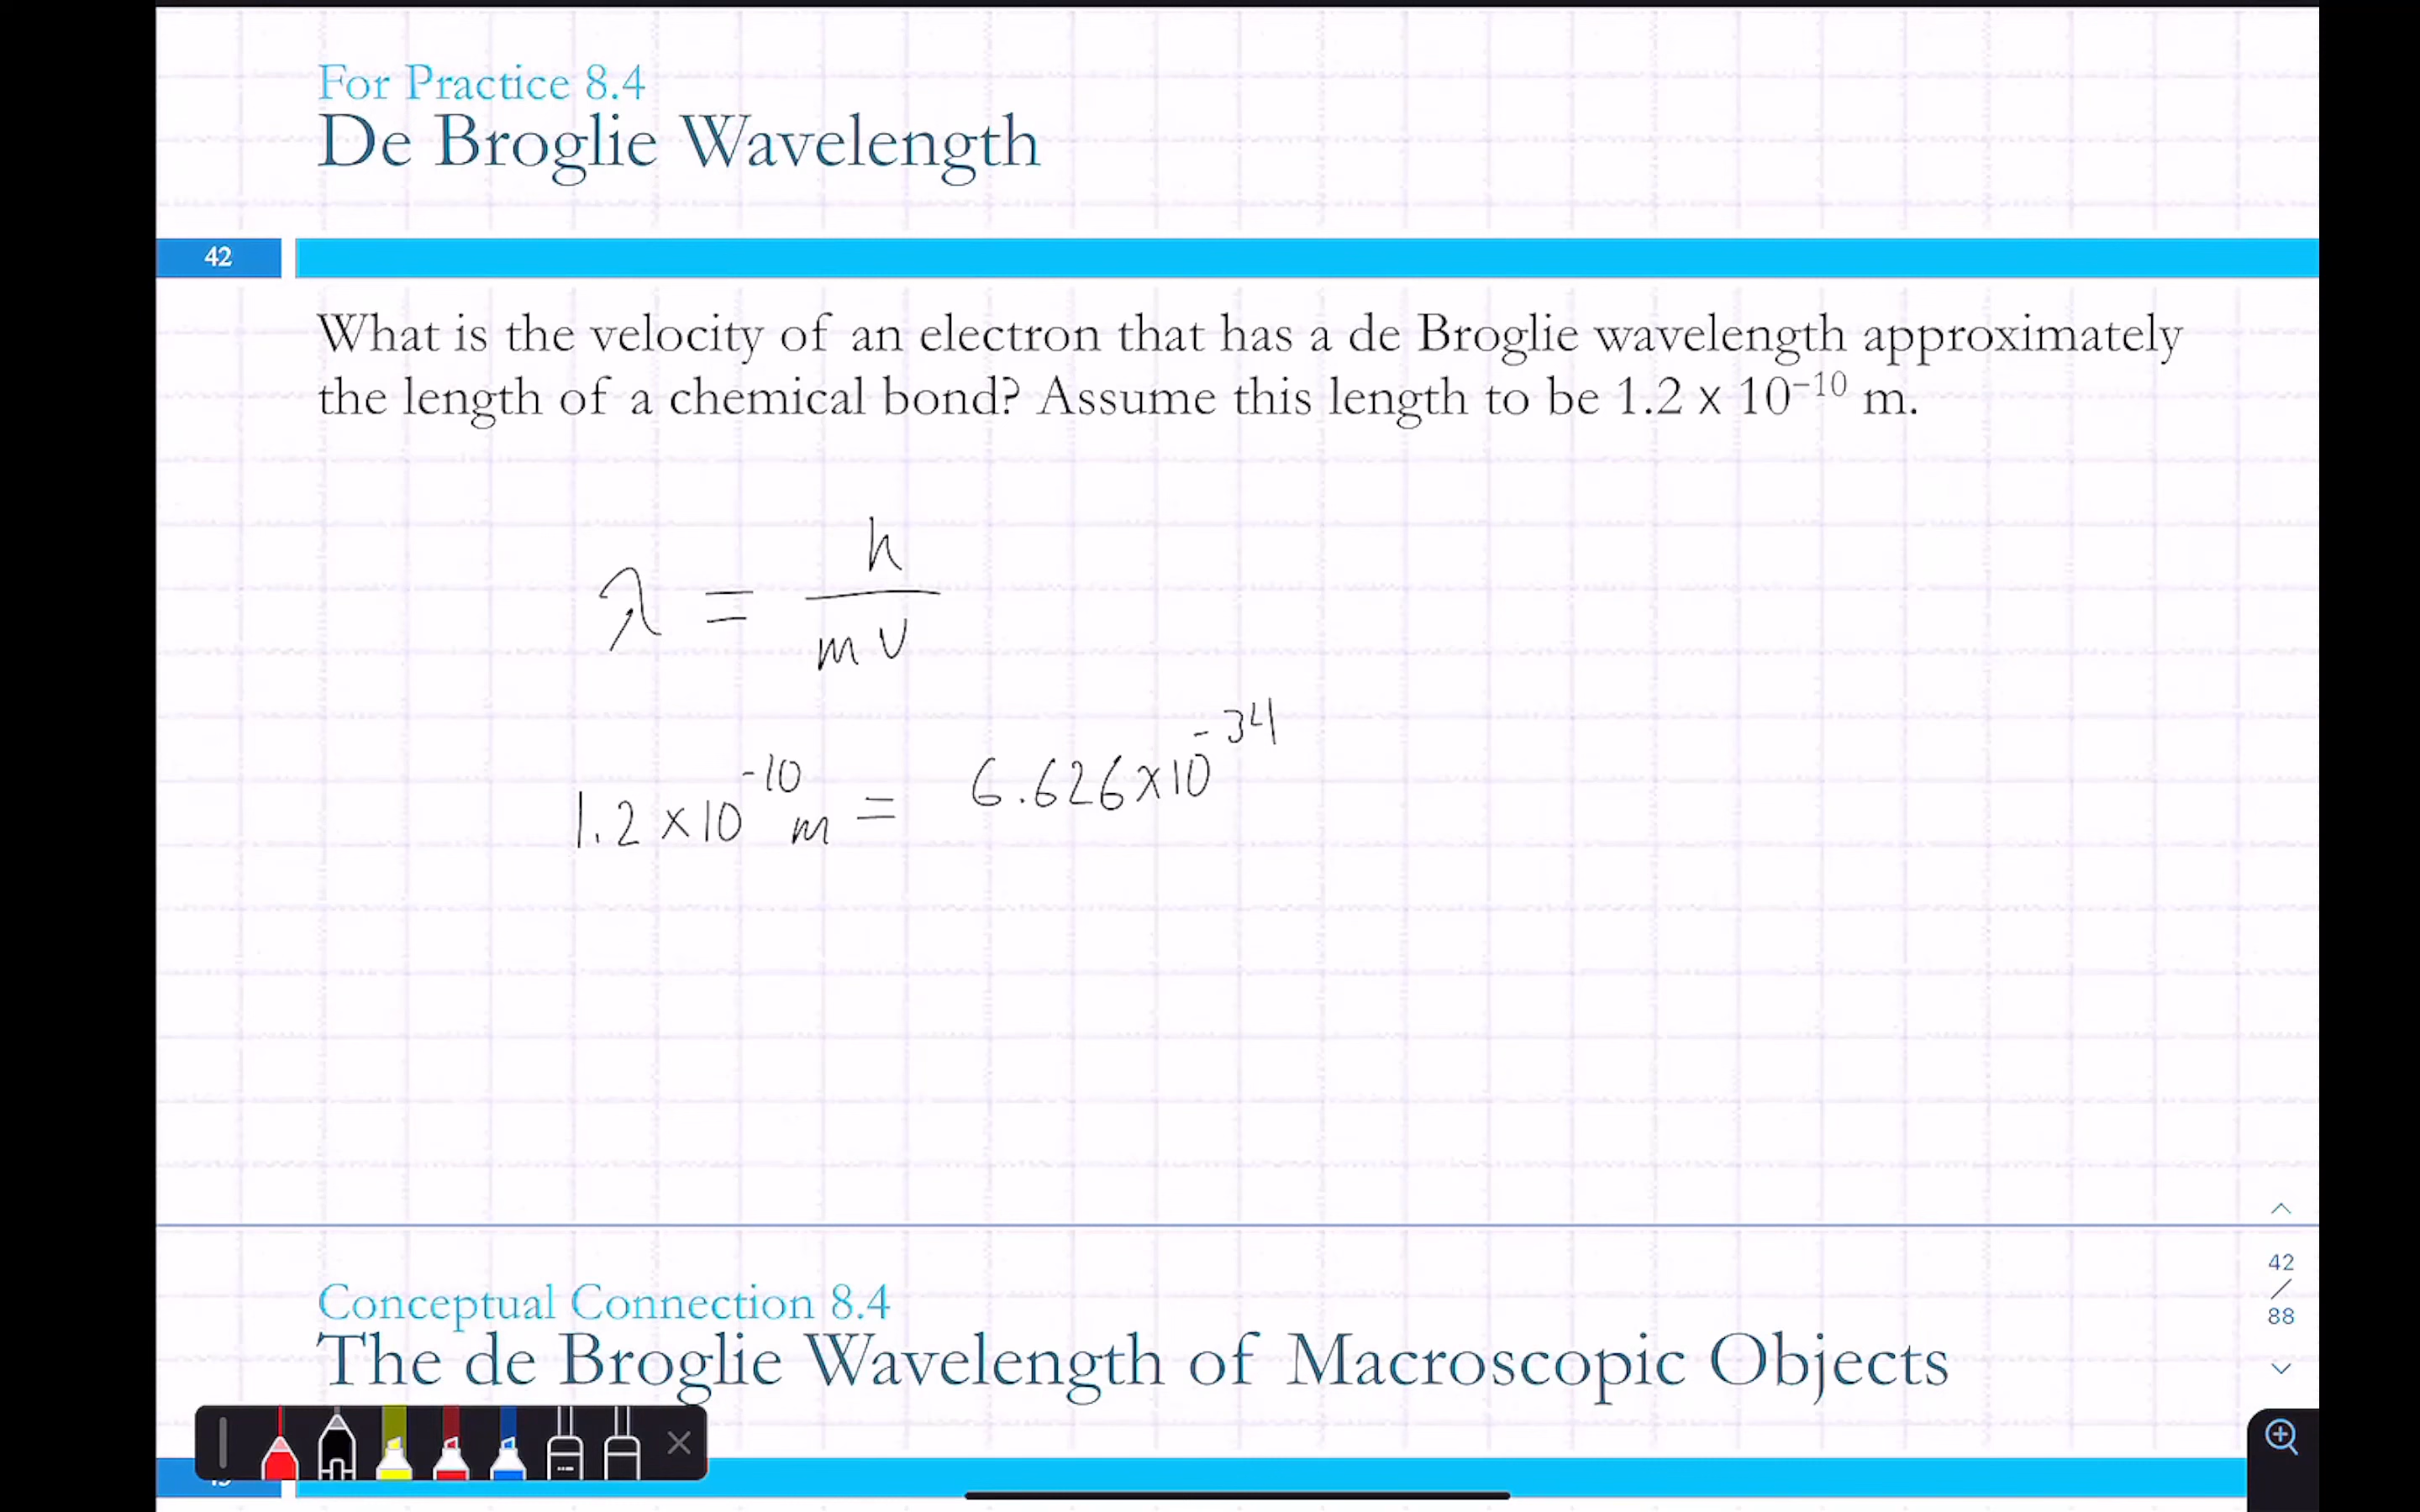 For Practice 8.4
De Broglie Wavelength
42
What is the velocity of an electron that has a de Broglie wavelength approximately
the length of a chemical bond? Assume this length to be 1.2 x 10⁻¹⁰ m.
λ = h / mv
1.2 × 10⁻¹⁰ m = 6.626×10⁻³⁴
42
/
88
Conceptual Connection 8.4
The de Broglie Wavelength of Macroscopic Objects